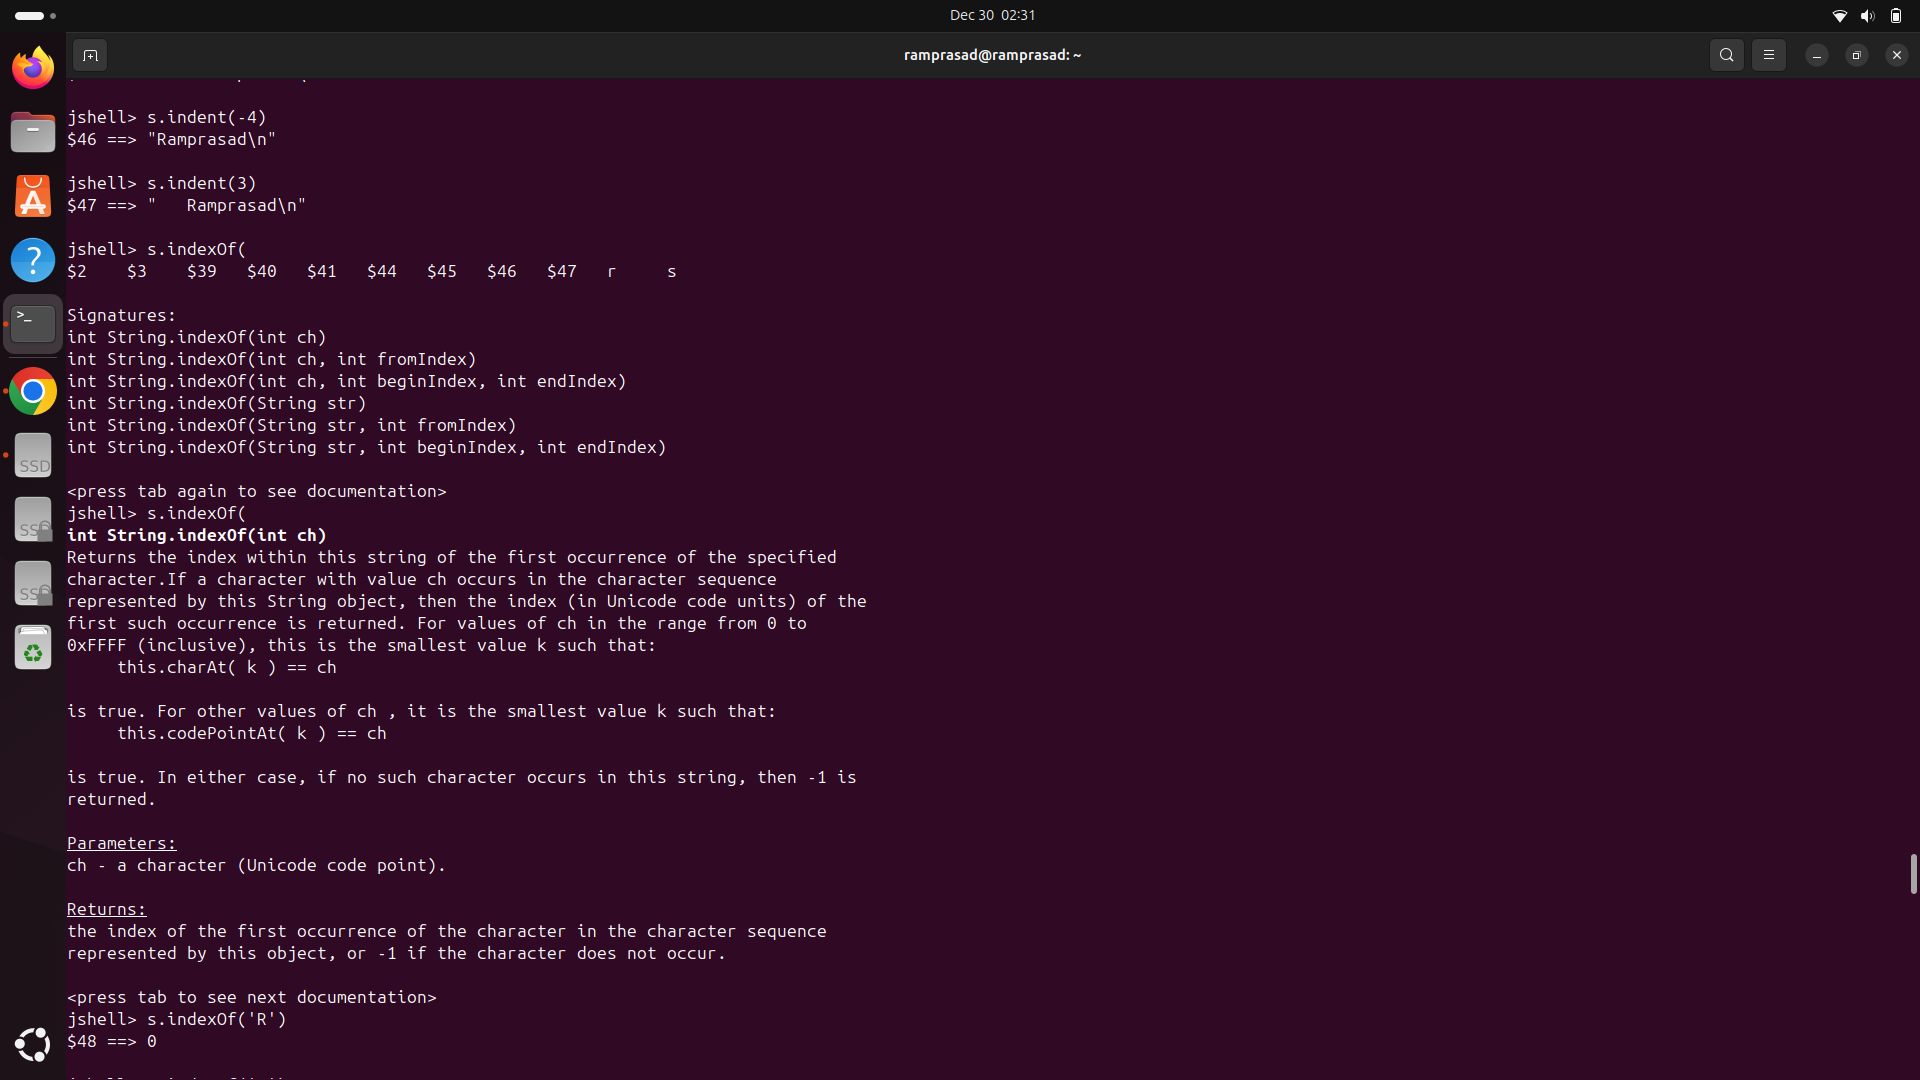 Dec 30  02:31
ramprasad@ramprasad: ~
jshell> s.indent(-4)
$46 ==> "Ramprasad\n"
jshell> s.indent(3)
$47 ==> "   Ramprasad\n"
jshell> s.indexOf(
$2    $3    $39   $40   $41   $44   $45   $46   $47   r     s
Signatures:
int String.indexOf(int ch)
int String.indexOf(int ch, int fromIndex)
int String.indexOf(int ch, int beginIndex, int endIndex)
int String.indexOf(String str)
int String.indexOf(String str, int fromIndex)
int String.indexOf(String str, int beginIndex, int endIndex)
<press tab again to see documentation>
jshell> s.indexOf(
int String.indexOf(int ch)
Returns the index within this string of the first occurrence of the specified
character.If a character with value ch occurs in the character sequence
represented by this String object, then the index (in Unicode code units) of the
first such occurrence is returned. For values of ch in the range from 0 to
0xFFFF (inclusive), this is the smallest value k such that:
     this.charAt( k ) == ch
is true. For other values of ch , it is the smallest value k such that:
     this.codePointAt( k ) == ch
is true. In either case, if no such character occurs in this string, then -1 is
returned.
Parameters:
ch - a character (Unicode code point).
Returns:
the index of the first occurrence of the character in the character sequence
represented by this object, or -1 if the character does not occur.
<press tab to see next documentation>
jshell> s.indexOf('R')
$48 ==> 0
SSD
SSD
SSD